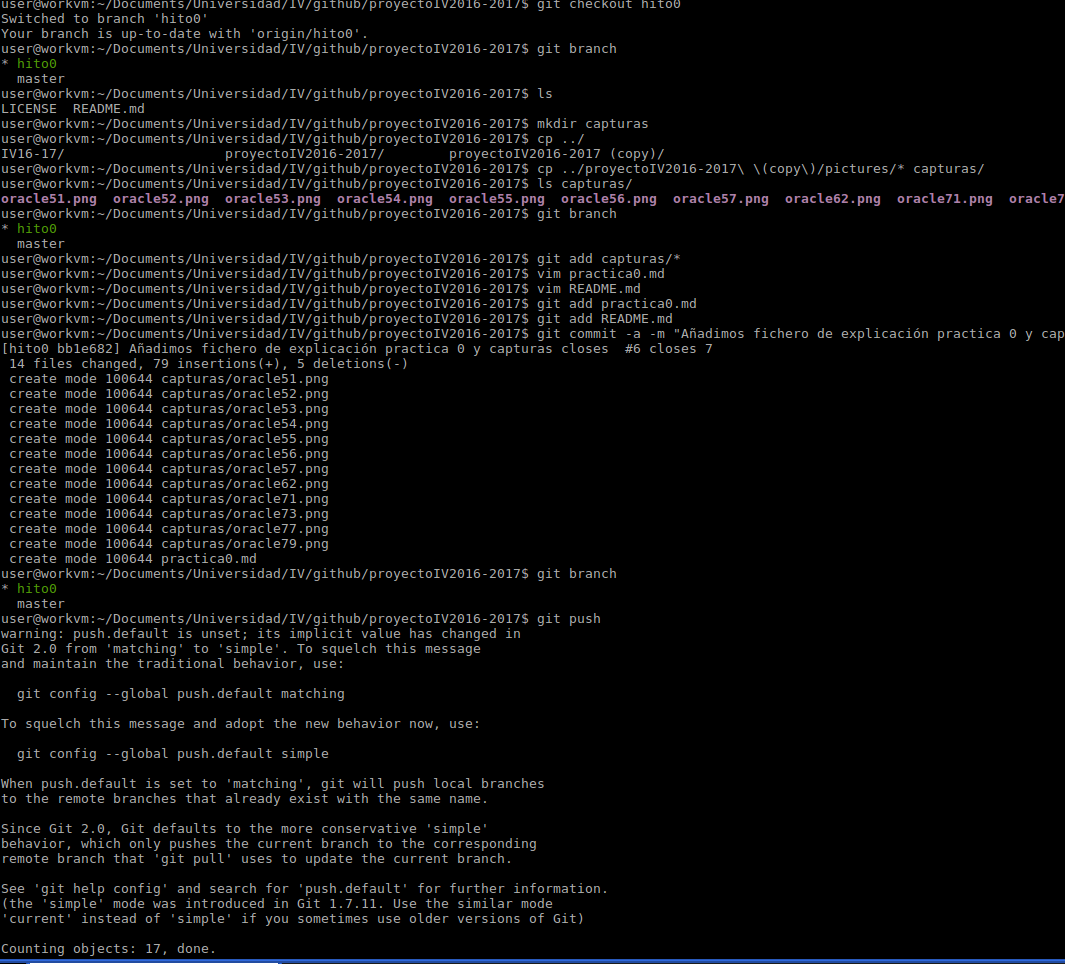 user@workvm:~/Documents/Universidad/IV/github/proyectoIV2016-2017$ git checkout hito0
Switched to branch 'hito0'
Your branch is up-to-date with 'origin/hito0'.
user@workvm:~/Documents/Universidad/IV/github/proyectoIV2016-2017$ git branch
* hito0
  master
user@workvm:~/Documents/Universidad/IV/github/proyectoIV2016-2017$ ls
LICENSE  README.md
user@workvm:~/Documents/Universidad/IV/github/proyectoIV2016-2017$ mkdir capturas
user@workvm:~/Documents/Universidad/IV/github/proyectoIV2016-2017$ cp ../
IV16-17/                    proyectoIV2016-2017/        proyectoIV2016-2017 (copy)/
user@workvm:~/Documents/Universidad/IV/github/proyectoIV2016-2017$ cp ../proyectoIV2016-2017\ \(copy\)/pictures/* capturas/
user@workvm:~/Documents/Universidad/IV/github/proyectoIV2016-2017$ ls capturas/
oracle51.png  oracle52.png  oracle53.png  oracle54.png  oracle55.png  oracle56.png  oracle57.png  oracle62.png  oracle71.png  oracle7
user@workvm:~/Documents/Universidad/IV/github/proyectoIV2016-2017$ git branch
* hito0
  master
user@workvm:~/Documents/Universidad/IV/github/proyectoIV2016-2017$ git add capturas/*
user@workvm:~/Documents/Universidad/IV/github/proyectoIV2016-2017$ vim practica0.md
user@workvm:~/Documents/Universidad/IV/github/proyectoIV2016-2017$ vim README.md
user@workvm:~/Documents/Universidad/IV/github/proyectoIV2016-2017$ git add practica0.md
user@workvm:~/Documents/Universidad/IV/github/proyectoIV2016-2017$ git add README.md
user@workvm:~/Documents/Universidad/IV/github/proyectoIV2016-2017$ git commit -a -m "Añadimos fichero de explicación practica 0 y cap
[hito0 bb1e682] Añadimos fichero de explicación practica 0 y capturas closes  #6 closes 7
 14 files changed, 79 insertions(+), 5 deletions(-)
 create mode 100644 capturas/oracle51.png
 create mode 100644 capturas/oracle52.png
 create mode 100644 capturas/oracle53.png
 create mode 100644 capturas/oracle54.png
 create mode 100644 capturas/oracle55.png
 create mode 100644 capturas/oracle56.png
 create mode 100644 capturas/oracle57.png
 create mode 100644 capturas/oracle62.png
 create mode 100644 capturas/oracle71.png
 create mode 100644 capturas/oracle73.png
 create mode 100644 capturas/oracle77.png
 create mode 100644 capturas/oracle79.png
 create mode 100644 practica0.md
user@workvm:~/Documents/Universidad/IV/github/proyectoIV2016-2017$ git branch
* hito0
  master
user@workvm:~/Documents/Universidad/IV/github/proyectoIV2016-2017$ git push
warning: push.default is unset; its implicit value has changed in
Git 2.0 from 'matching' to 'simple'. To squelch this message
and maintain the traditional behavior, use:

  git config --global push.default matching

To squelch this message and adopt the new behavior now, use:

  git config --global push.default simple

When push.default is set to 'matching', git will push local branches
to the remote branches that already exist with the same name.

Since Git 2.0, Git defaults to the more conservative 'simple'
behavior, which only pushes the current branch to the corresponding
remote branch that 'git pull' uses to update the current branch.

See 'git help config' and search for 'push.default' for further information.
(the 'simple' mode was introduced in Git 1.7.11. Use the similar mode
'current' instead of 'simple' if you sometimes use older versions of Git)

Counting objects: 17, done.